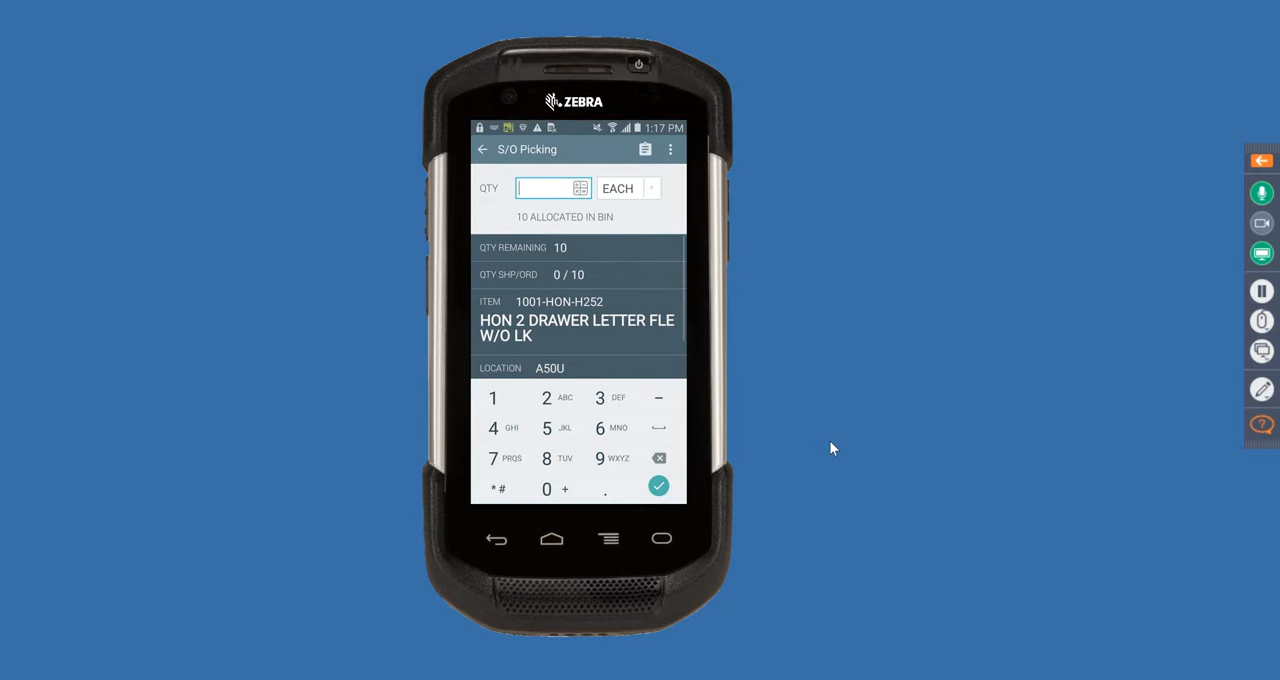 ZEBRA
1:17 PM
S/O Picking
QTY EACH
10 ALLOCATED IN BIN
QTY REMAINING 10
QTY SHP/ORD 0 / 10
ITEM 1001-HON-H252
HON 2 DRAWER LETTER FLE
W/O LK
LOCATION A50U
1 2 ABC 3 DEF -
4 GHI 5 JKL 6 MNO
7 PRQS 8 TUV 9 WXYZ
* # 0 + .
?